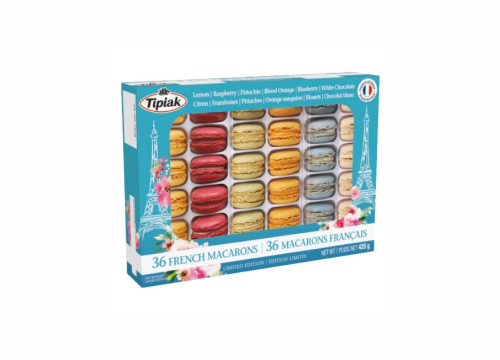 Tipiak
Lemon | Raspberry | Pistachio | Blood Orange | Blueberry | White Chocolate
Citron | Framboises | Pistaches | Orange sanguine | Bleuets | Chocolat blanc
36 FRENCH MACARONS | 36 MACARONS FRANÇAIS
LIMITED EDITION / ÉDITION LIMITÉE
NET WT / POIDS NET 420 g